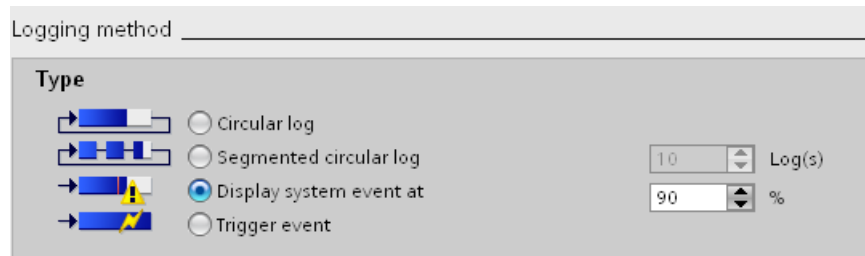 Logging method
Type
Circular log
Segmented circular log 10 Log(s)
Display system event at 90 %
Trigger event